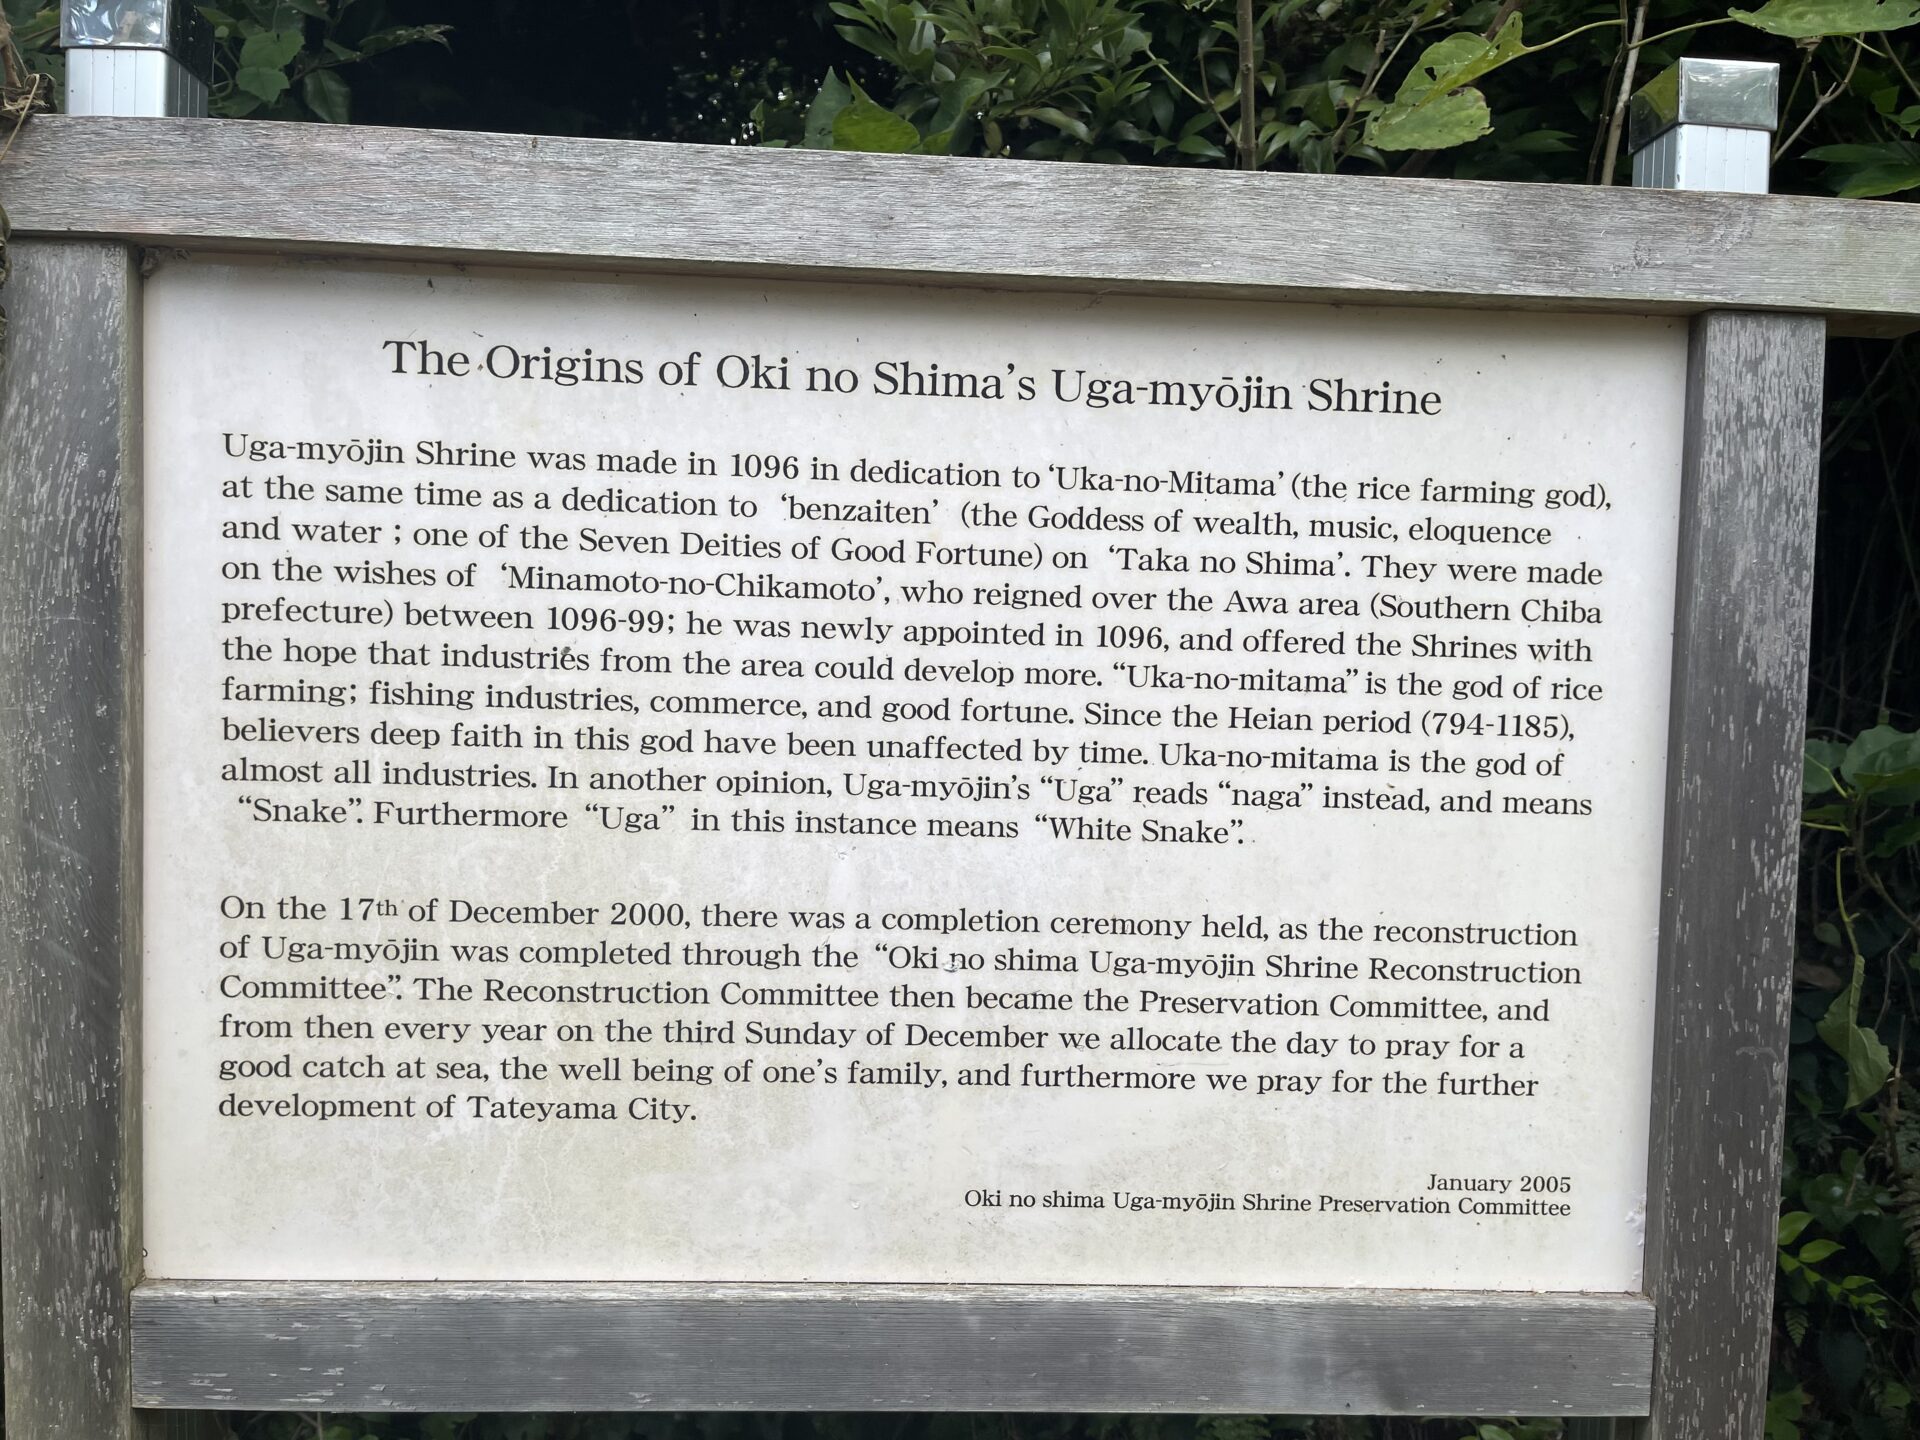 The Origins of Oki no Shima's Uga-myōjin Shrine
Uga-myōjin Shrine was made in 1096 in dedication to ‘Uka-no-Mitama’ (the rice farming god),
at the same time as a dedication to ‘benzaiten’ (the Goddess of wealth, music, eloquence
and water ; one of the Seven Deities of Good Fortune) on ‘Taka no Shima’. They were made
on the wishes of ‘Minamoto-no-Chikamoto’, who reigned over the Awa area (Southern Chiba
prefecture) between 1096-99; he was newly appointed in 1096, and offered the Shrines with
the hope that industries from the area could develop more. “Uka-no-mitama” is the god of rice
farming; fishing industries, commerce, and good fortune. Since the Heian period (794-1185),
believers deep faith in this god have been unaffected by time. Uka-no-mitama is the god of
almost all industries. In another opinion, Uga-myōjin's “Uga” reads “naga” instead, and means
“Snake”. Furthermore “Uga” in this instance means “White Snake”.
On the 17th of December 2000, there was a completion ceremony held, as the reconstruction
of Uga-myōjin was completed through the “Oki no shima Uga-myōjin Shrine Reconstruction
Committee”. The Reconstruction Committee then became the Preservation Committee, and
from then every year on the third Sunday of December we allocate the day to pray for a
good catch at sea, the well being of one's family, and furthermore we pray for the further
development of Tateyama City.
January 2005
Oki no shima Uga-myōjin Shrine Preservation Committee